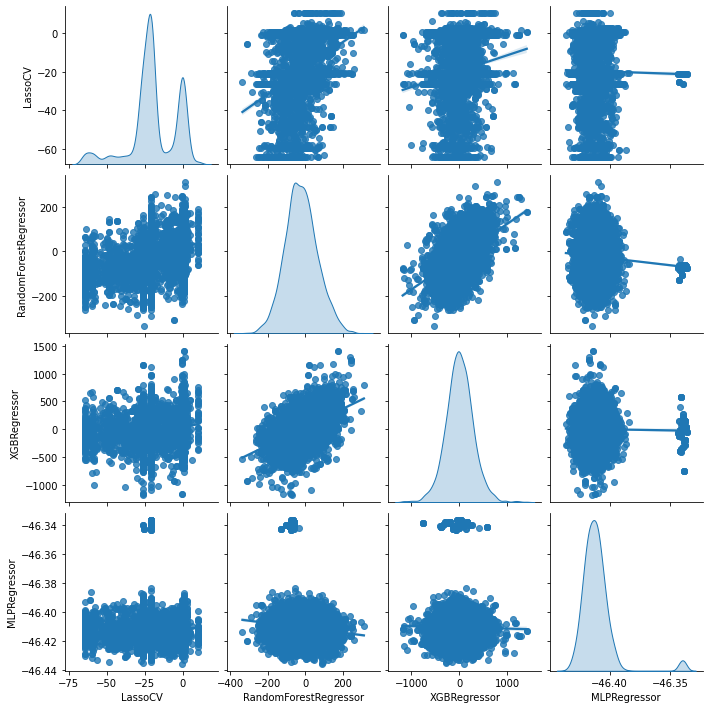 0
−20
−40
−60
LassoCV
200
0
−200
RandomForestRegressor
1500
1000
500
0
−500
−1000
XGBRegressor
−46.34
−46.36
−46.38
−46.40
−46.42
−46.44
MLPRegressor
−75 −50 −25 0
LassoCV
−400 −200 0 200
RandomForestRegressor
−1000 0 1000
XGBRegressor
−46.40 −46.35
MLPRegressor